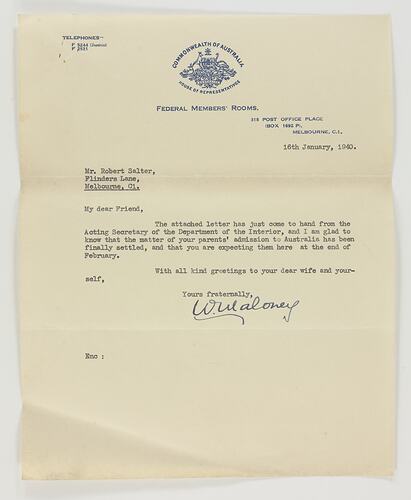 TELEPHONES—
F 5244 (Director)
F 2521
COMMONWEALTH OF AUSTRALIA
HOUSE OF REPRESENTATIVES
FEDERAL MEMBERS' ROOMS,
318 POST OFFICE PLACE
(BOX 1692 P),
MELBOURNE, C.1.
16th January, 1940.
Mr. Robert Salter,
Flinders Lane,
Melbourne, C1.
My dear Friend,
The attached letter has just come to hand from the
Acting Secretary of the Department of the Interior, and I am glad to
know that the matter of your parents' admission to Australia has been
finally settled, and that you are expecting them here at the end of
February.
With all kind greetings to your dear wife and your-
self,
Yours fraternally,
W. Maloney
Enc :